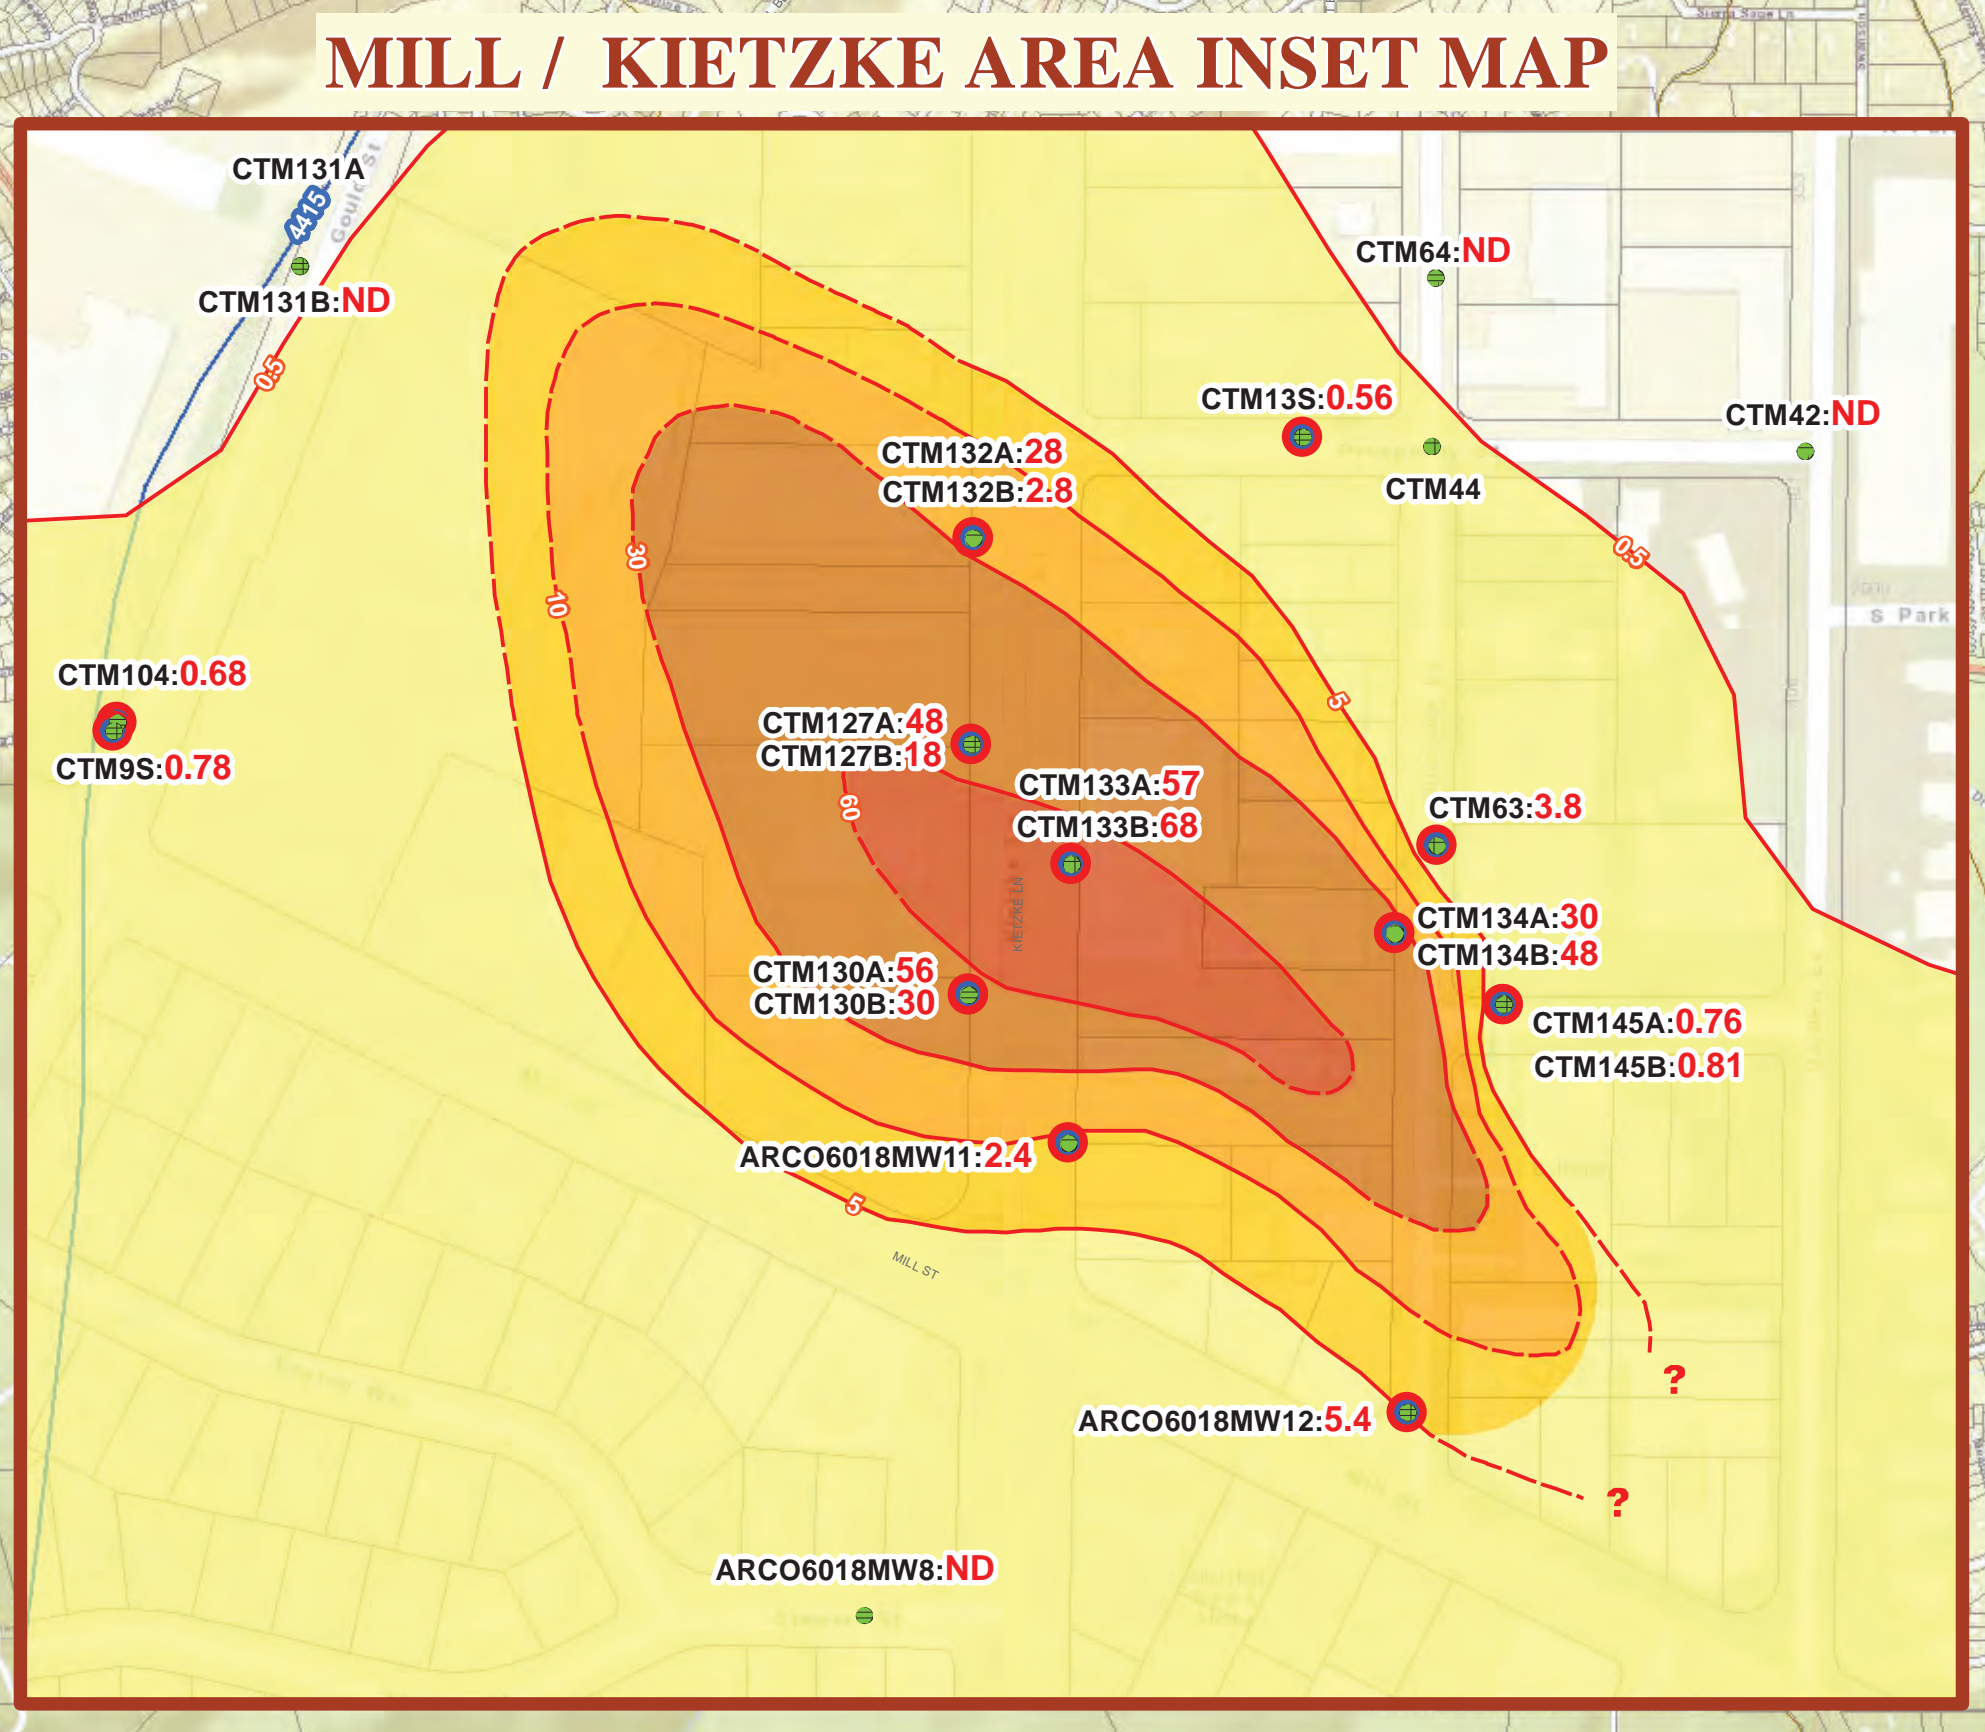 MILL / KIETZKE AREA INSET MAP
CTM131A
4415
Gould St
CTM131B:ND
0.5
CTM64:ND
CTM13S:0.56
CTM42:ND
CTM44
CTM132A:28
CTM132B:2.8
30
10
0.5
S Park
CTM104:0.68
CTM9S:0.78
5
CTM127A:48
CTM127B:18
60
CTM133A:57
CTM133B:68
CTM63:3.8
KIETZKE LN
CTM134A:30
CTM134B:48
CTM130A:56
CTM130B:30
CTM145A:0.76
CTM145B:0.81
ARCO6018MW11:2.4
5
MILL ST
?
ARCO6018MW12:5.4
?
ARCO6018MW8:ND